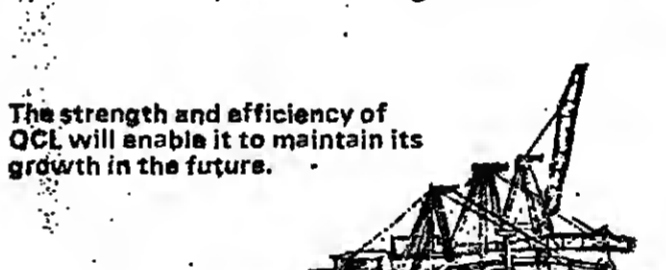 The strength and efficiency of
OCL will enable it to maintain its
growth in the future.